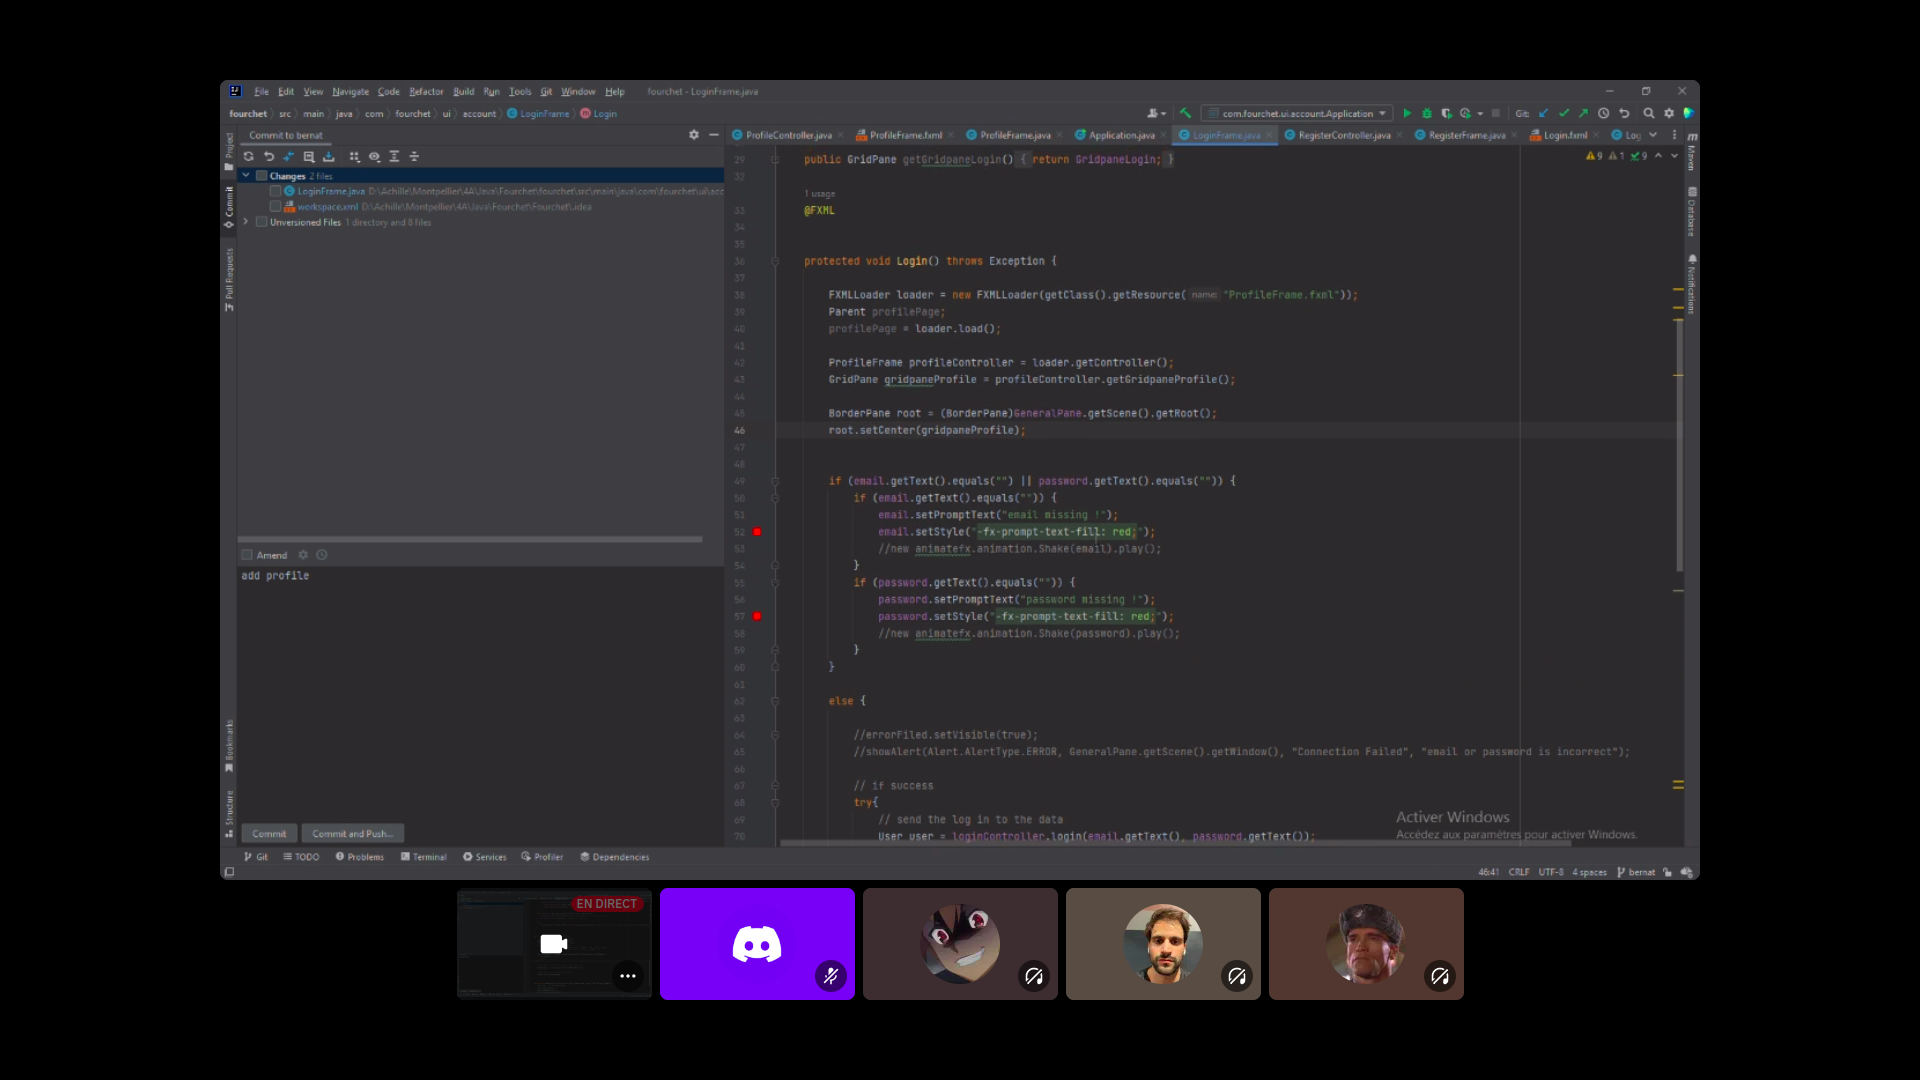 File Edit View Navigate Code Refactor Build Run Tools Git Window Help fourchet - LoginFrame.java
fourchet src main java com fourchet ui account LoginFrame Login
com.fourchet.ui.account.Application Git:
Commit to bernat
ProfileController.java ProfileFrame.fxml ProfileFrame.java Application.java LoginFrame.java RegisterController.java RegisterFrame.java Login.fxml Log
Project
Commit
Pull Requests
Bookmarks
Structure
Changes 2 files
LoginFrame.java D:\Achille\Montpellier\4A\Java\Fourchet\fourchet\src\main\java\com\fourchet\ui\acc
workspace.xml D:\Achille\Montpellier\4A\Java\Fourchet\Fourchet\.idea
Unversioned Files 1 directory and 8 files
Amend
add profile
Commit Commit and Push...
9 1 9
29 public GridPane getGridpaneLogin() { return GridpaneLogin; }
32
1 usage
33 @FXML
34
35
36 protected void Login() throws Exception {
37
38 FXMLLoader loader = new FXMLLoader(getClass().getResource( name: "ProfileFrame.fxml"));
39 Parent profilePage;
40 profilePage = loader.load();
41
42 ProfileFrame profileController = loader.getController();
43 GridPane gridpaneProfile = profileController.getGridpaneProfile();
44
45 BorderPane root = (BorderPane)GeneralPane.getScene().getRoot();
46 root.setCenter(gridpaneProfile);
47
48
49 if (email.getText().equals("") || password.getText().equals("")) {
50 if (email.getText().equals("")) {
51 email.setPromptText("email missing !");
52 email.setStyle("-fx-prompt-text-fill: red;");
53 //new animatefx.animation.Shake(email).play();
54 }
55 if (password.getText().equals("")) {
56 password.setPromptText("password missing !");
57 password.setStyle("-fx-prompt-text-fill: red;");
58 //new animatefx.animation.Shake(password).play();
59 }
60 }
61
62 else {
63
64 //errorFiled.setVisible(true);
65 //showAlert(Alert.AlertType.ERROR, GeneralPane.getScene().getWindow(), "Connection Failed", "email or password is incorrect");
66
67 // if success
68 try{
69 // send the log in to the data
70 User user = loginController.login(email.getText(), password.getText());
Maven
Database
Notifications
Activer Windows
Accédez aux paramètres pour activer Windows.
Git TODO Problems Terminal Services Profiler Dependencies
46:41 CRLF UTF-8 4 spaces bernat
EN DIRECT